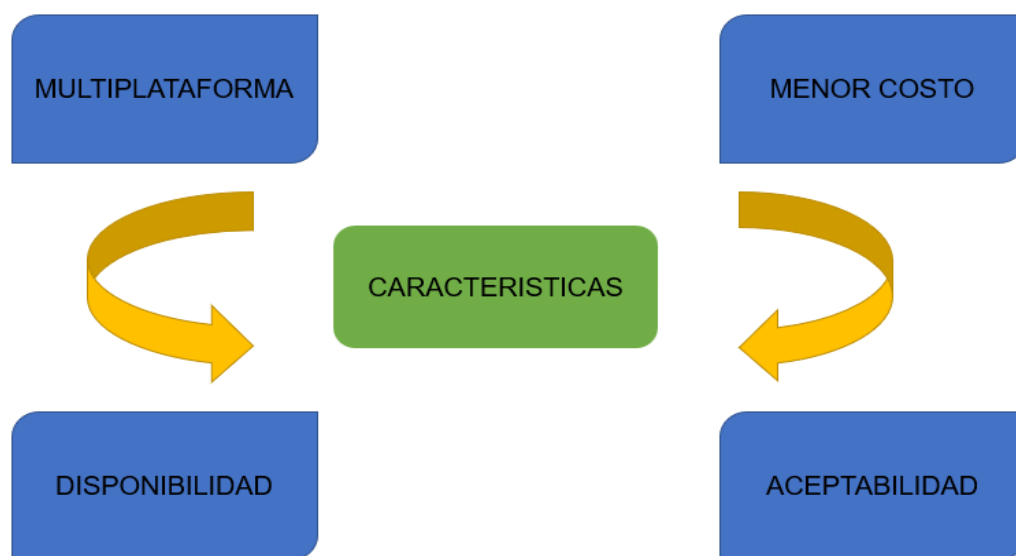 MULTIPLATAFORMA
MENOR COSTO
CARACTERISTICAS
DISPONIBILIDAD
ACEPTABILIDAD